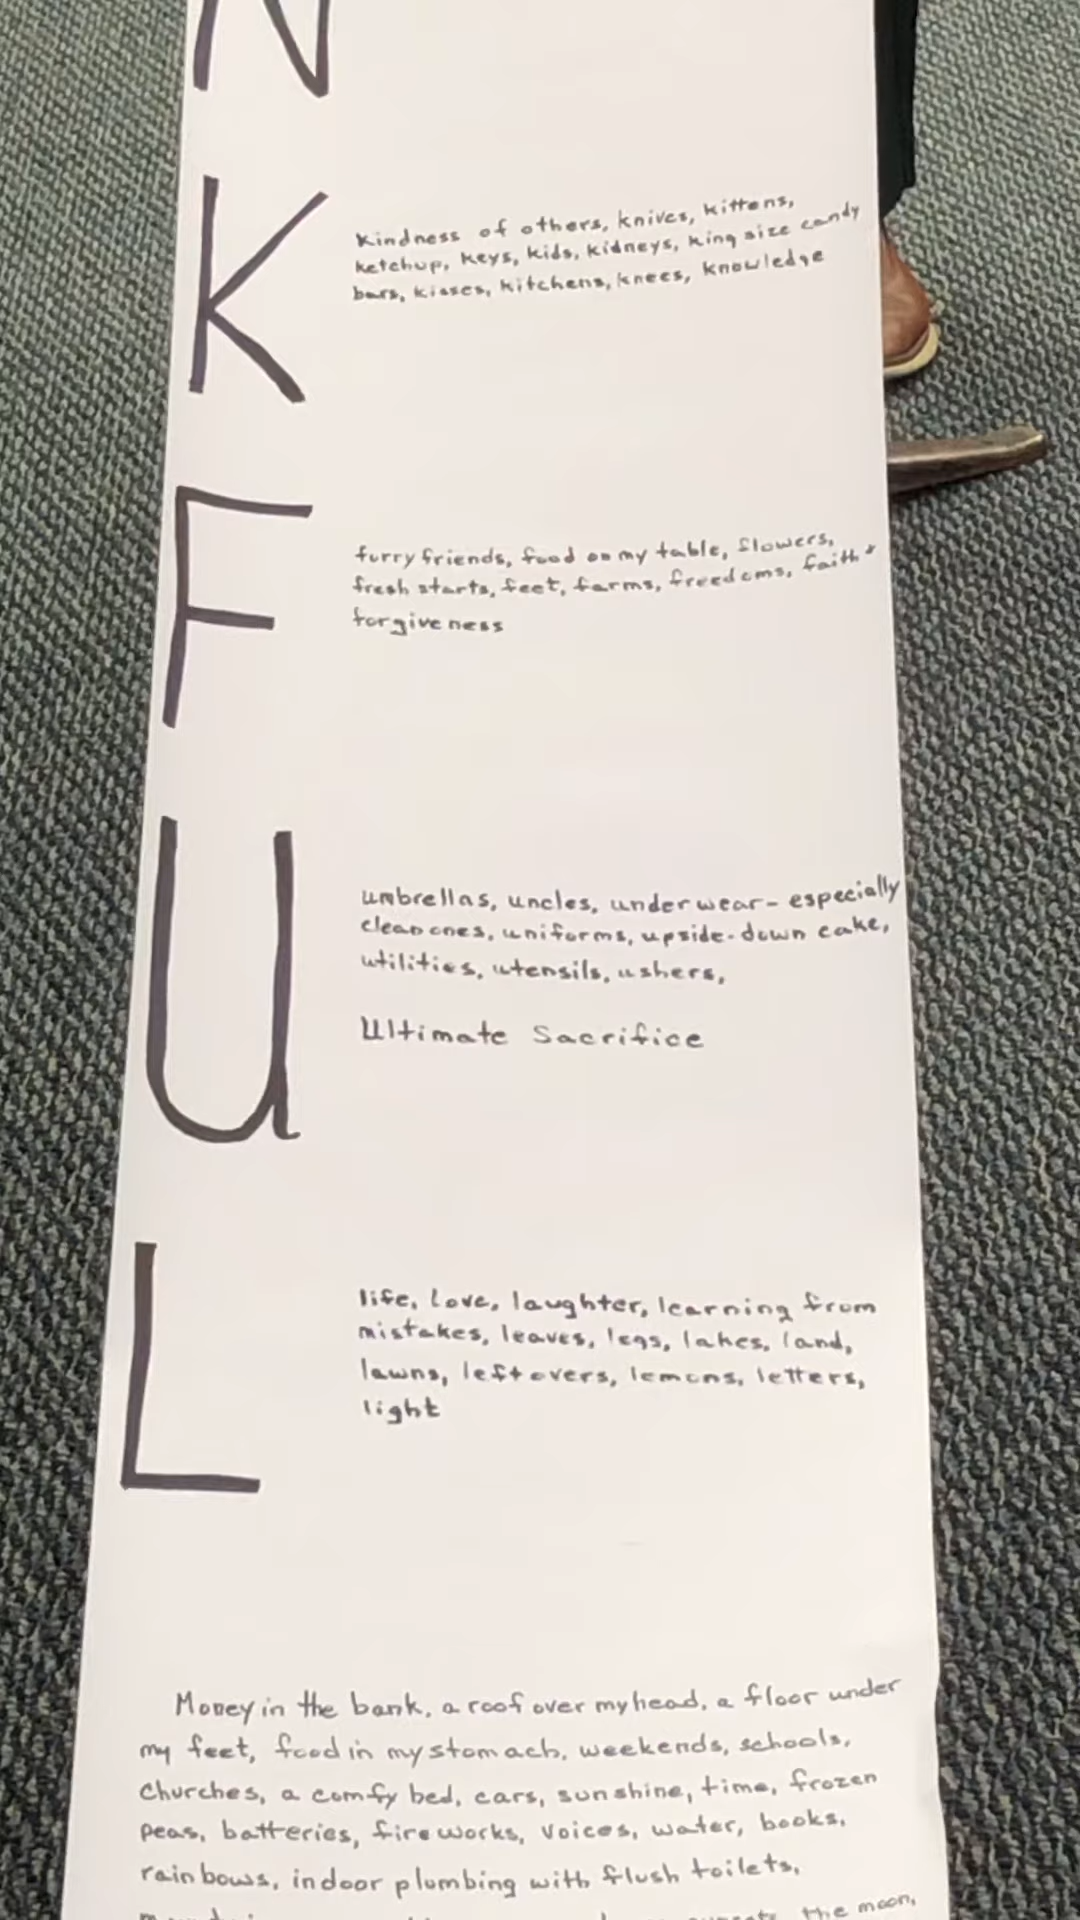 N
K
kindness of others, knives, kittens,
ketchup, keys, kids, kidneys, king size candy
bars, kisses, kitchens, knees, knowledge
F
furry friends, food on my table, flowers,
fresh starts, feet, farms, freedoms, faith +
forgiveness
U
umbrellas, uncles, underwear- especially
clean ones, uniforms, upside-down cake,
utilities, utensils, ushers,
Ultimate Sacrifice
L
life, love, laughter, learning from
mistakes, leaves, legs, lakes, land,
lawns, leftovers, lemons, letters,
light
Money in the bank, a roof over my head, a floor under
my feet, food in my stomach, weekends, schools,
churches, a comfy bed, cars, sunshine, time, frozen
peas, batteries, fireworks, voices, water, books,
rainbows, indoor plumbing with flush toilets,
the moon,